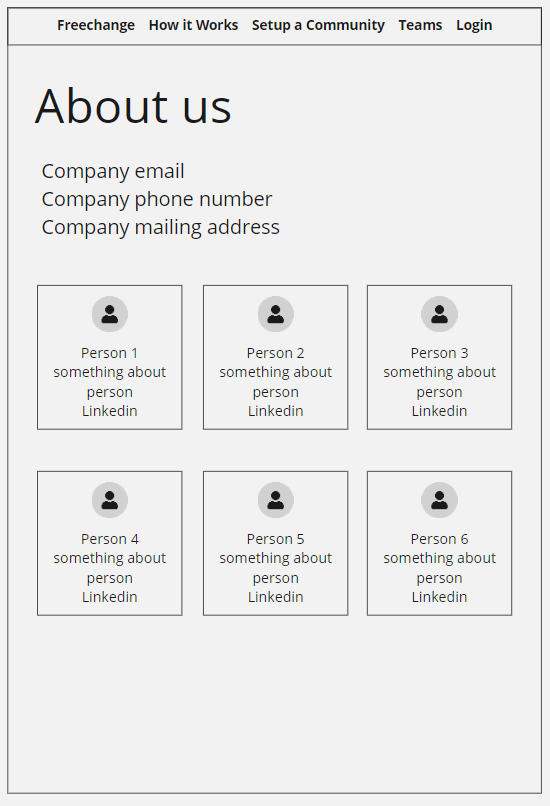 Freechange How it Works Setup a Community Teams Login
About us
Company email
Company phone number
Company mailing address
Person 1
something about
person
Linkedin
Person 2
something about
person
Linkedin
Person 3
something about
person
Linkedin
Person 4
something about
person
Linkedin
Person 5
something about
person
Linkedin
Person 6
something about
person
Linkedin